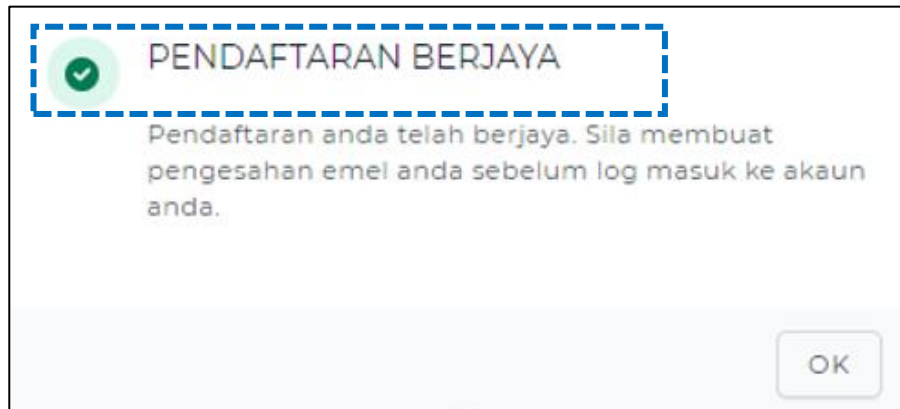 PENDAFTARAN BERJAYA
Pendaftaran anda telah berjaya. Sila membuat
pengesahan emel anda sebelum log masuk ke akaun
anda.
OK